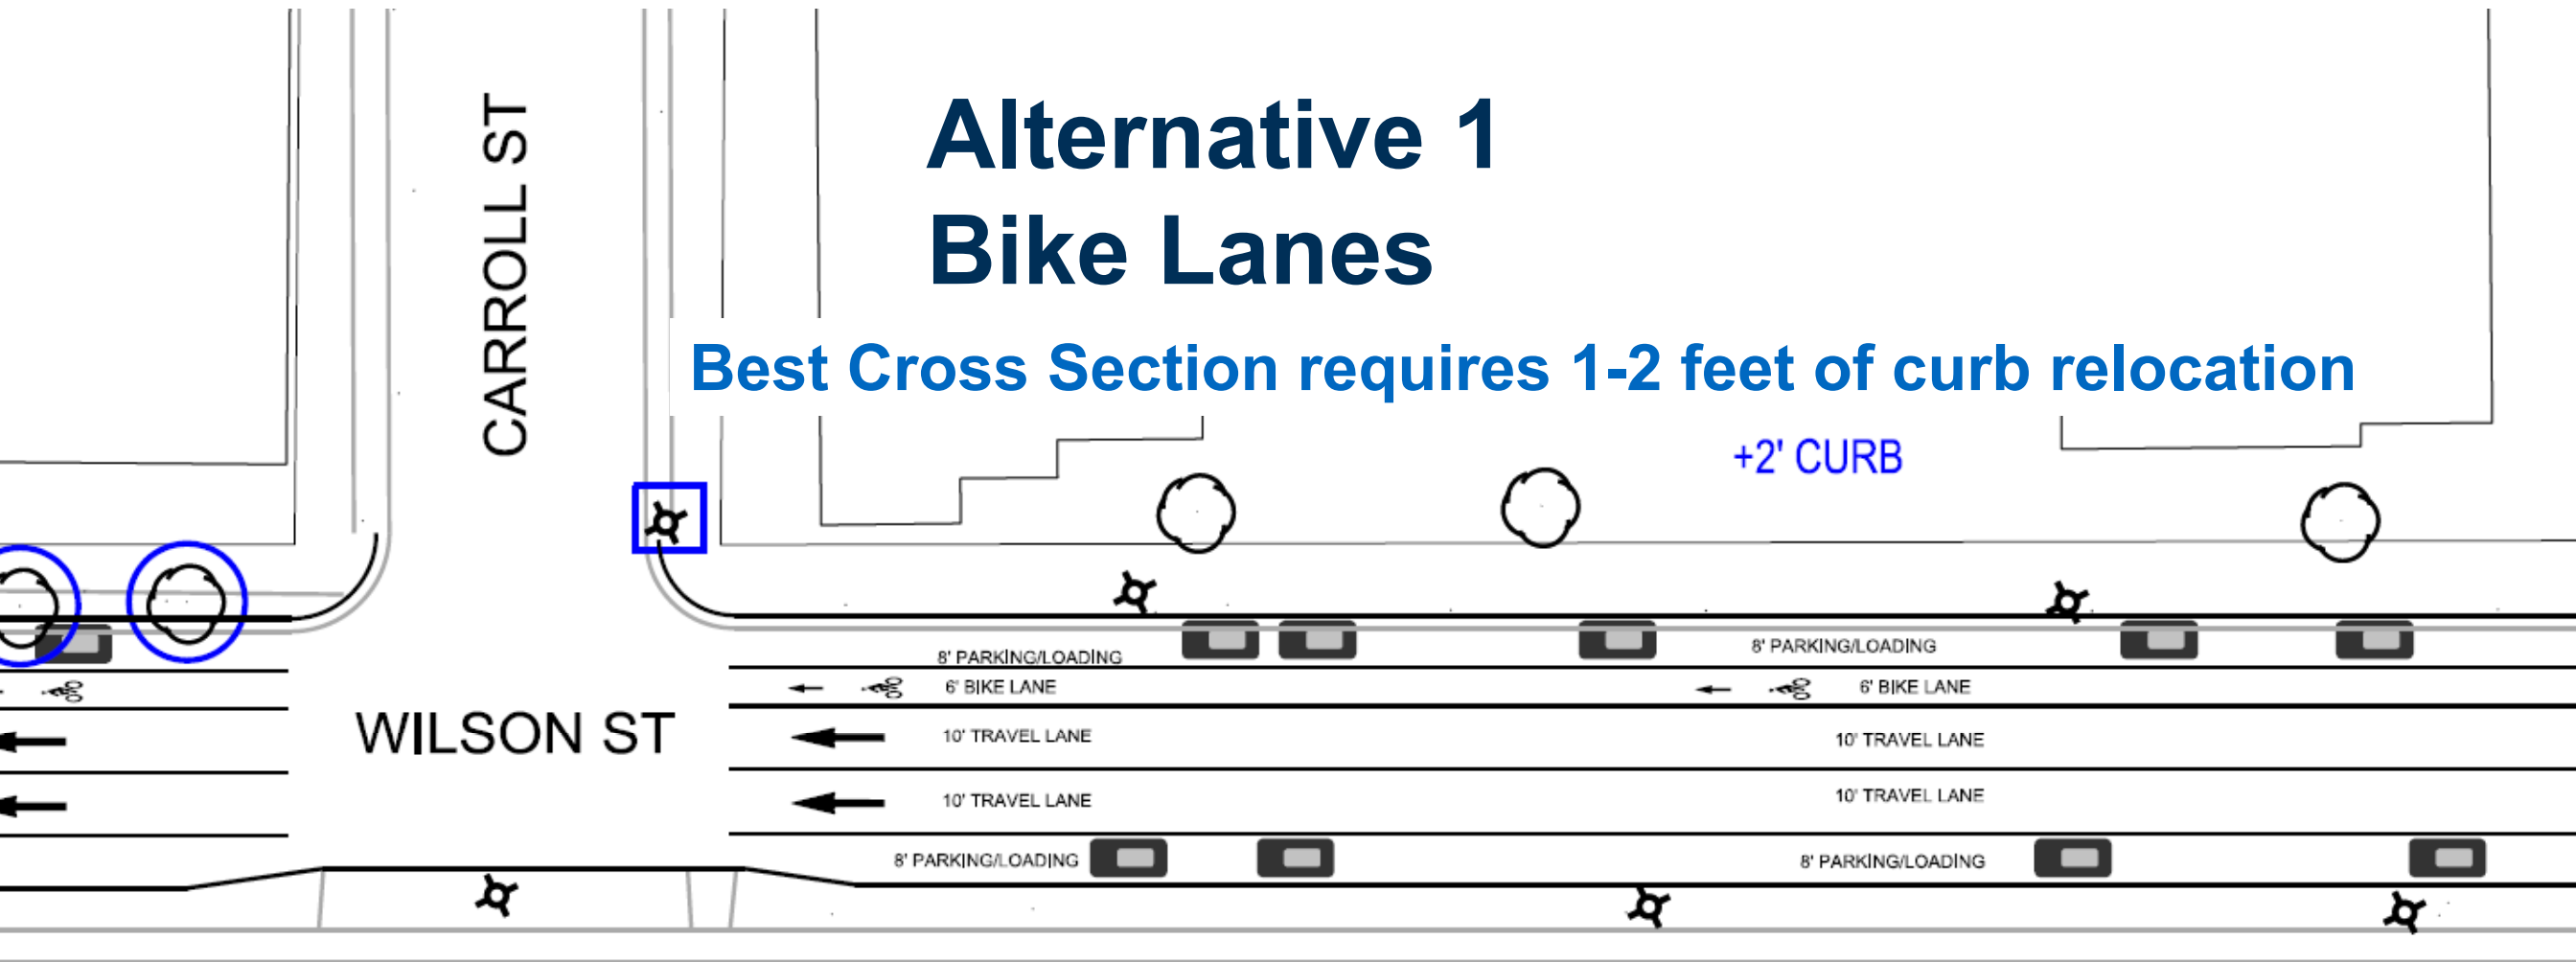 CARROLL ST
Alternative 1
Bike Lanes
Best Cross Section requires 1-2 feet of curb relocation
+2' CURB
8' PARKING/LOADING
8' PARKING/LOADING
6' BIKE LANE
6' BIKE LANE
WILSON ST
10' TRAVEL LANE
10' TRAVEL LANE
10' TRAVEL LANE
10' TRAVEL LANE
8' PARKING/LOADING
8' PARKING/LOADING